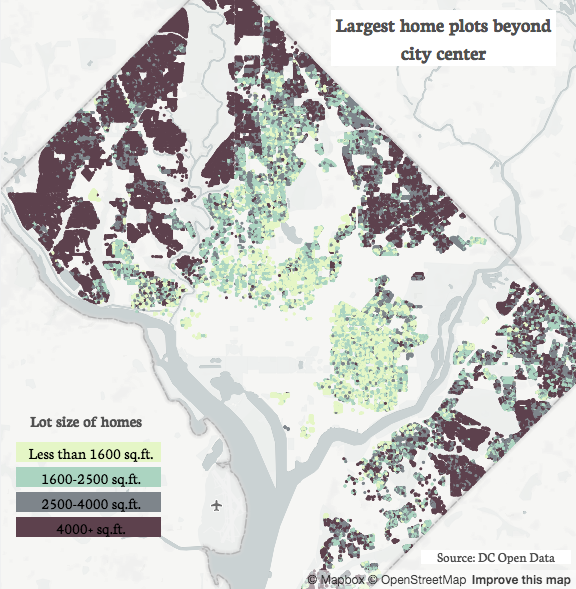 Largest home plots beyond
city center
Lot size of homes
Less than 1600 sq.ft.
1600-2500 sq.ft.
2500-4000 sq.ft.
4000+ sq.ft.
Source: DC Open Data
© Mapbox © OpenStreetMap Improve this map